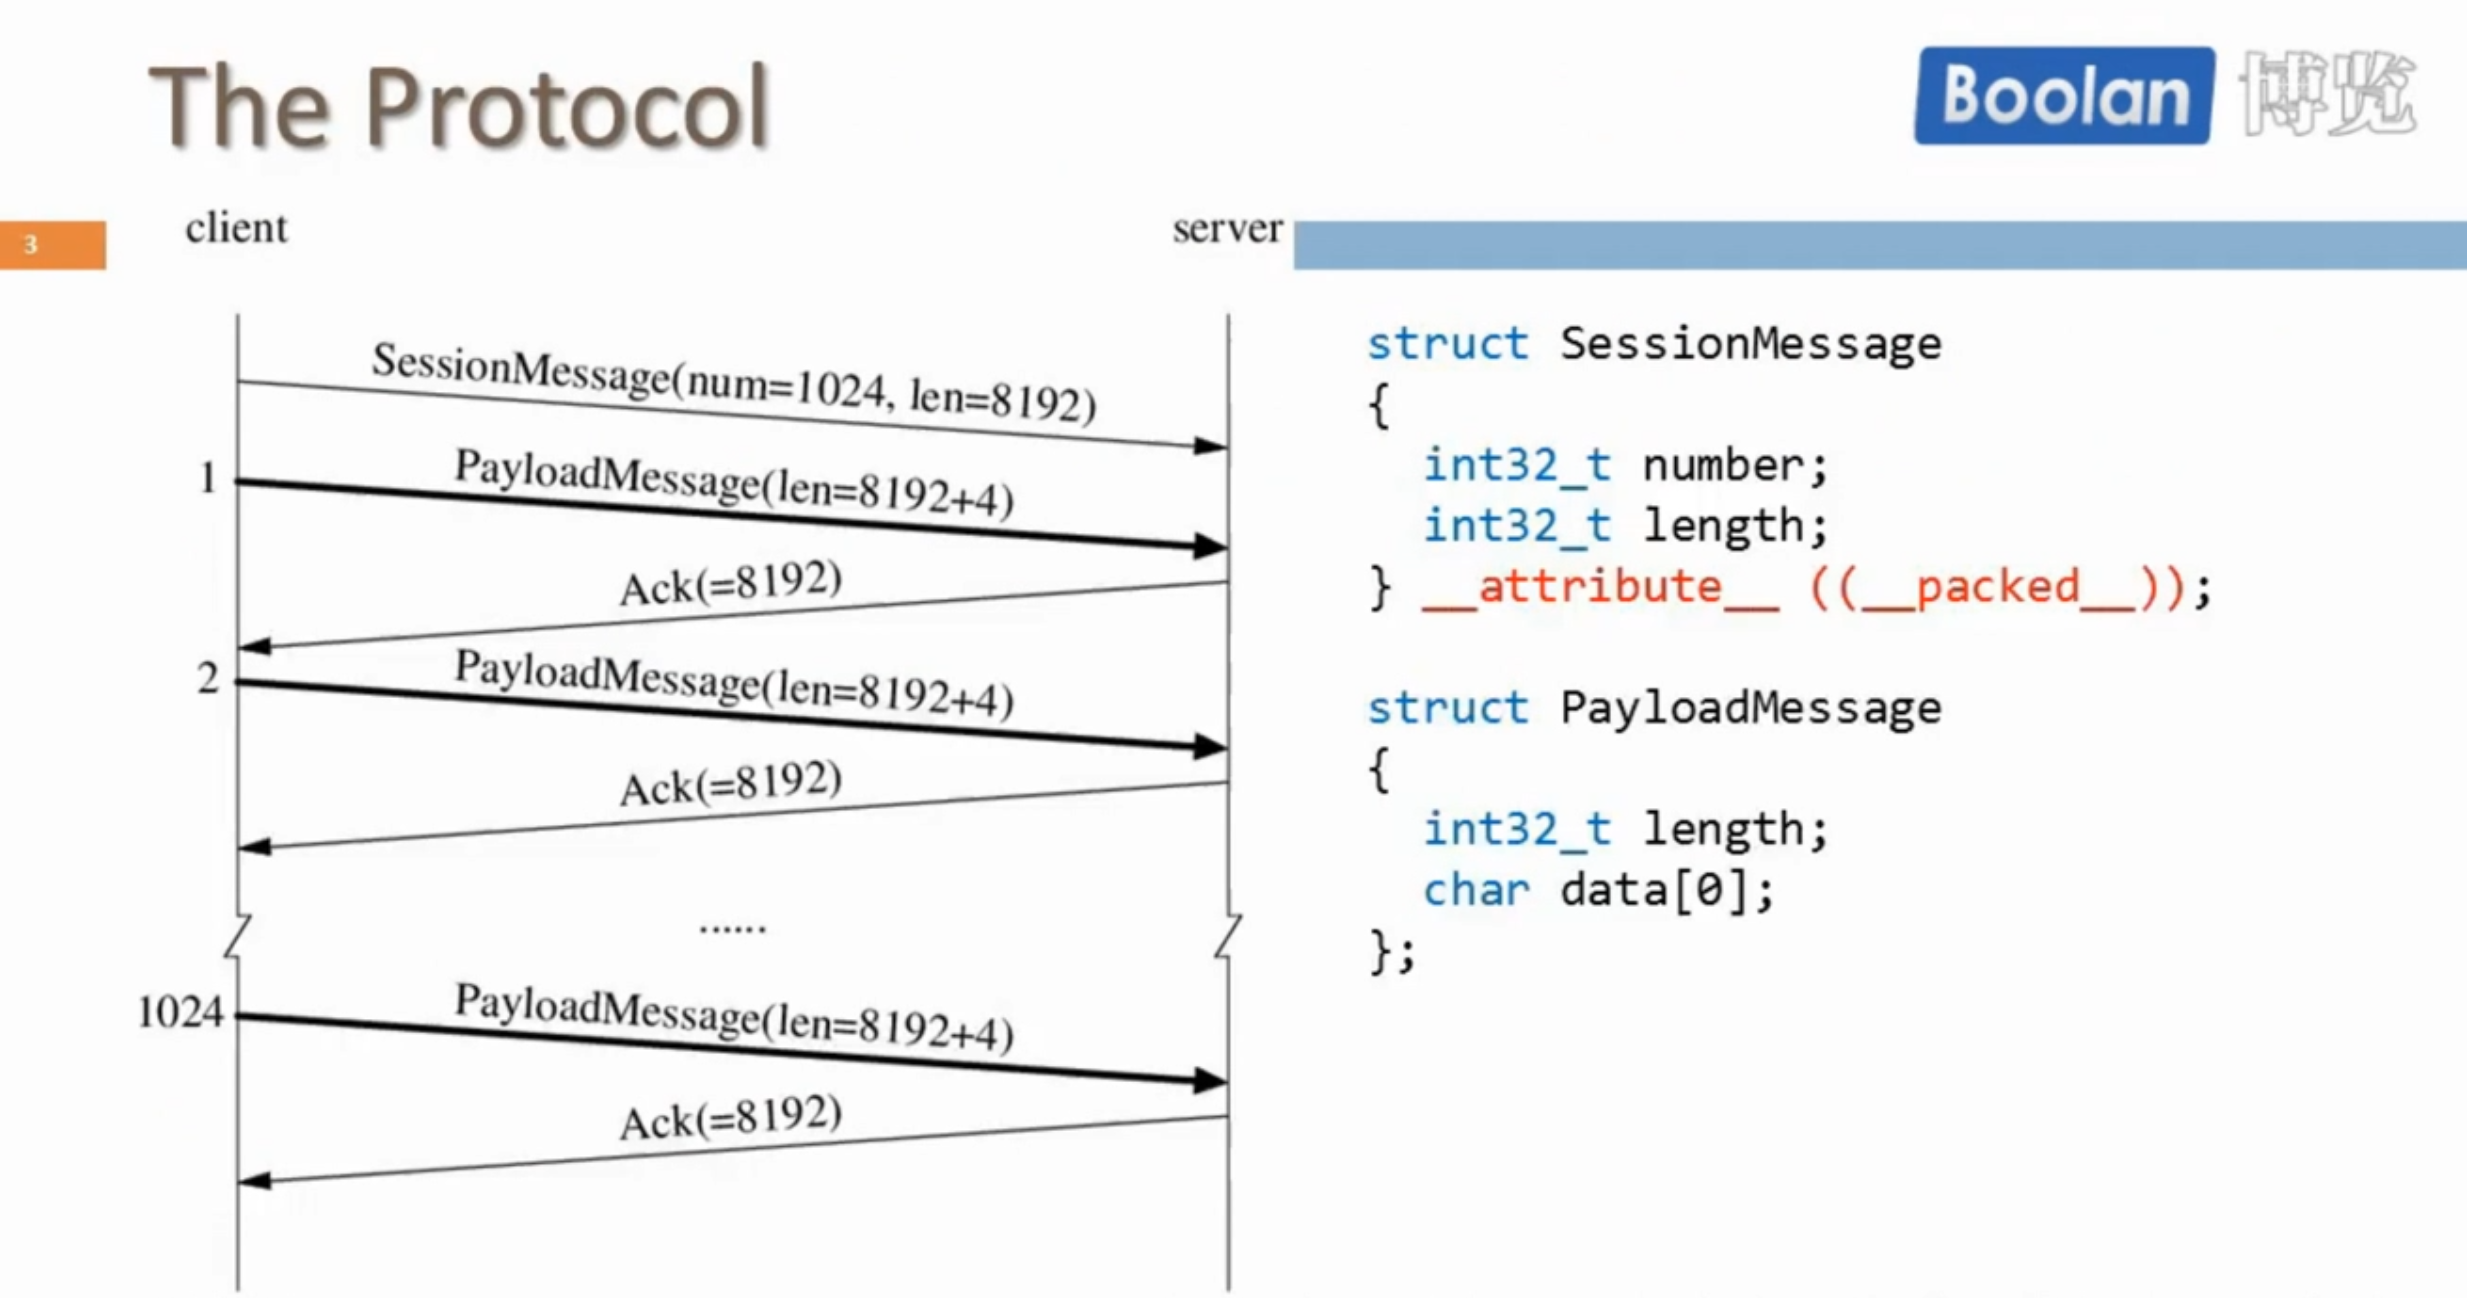 The Protocol
Boolan 博览
3
client
server
SessionMessage(num=1024, len=8192)
1
PayloadMessage(len=8192+4)
Ack(=8192)
2
PayloadMessage(len=8192+4)
Ack(=8192)
......
1024
PayloadMessage(len=8192+4)
Ack(=8192)
struct SessionMessage
{
int32_t number;
int32_t length;
} __attribute__ ((__packed__));
struct PayloadMessage
{
int32_t length;
char data[0];
};